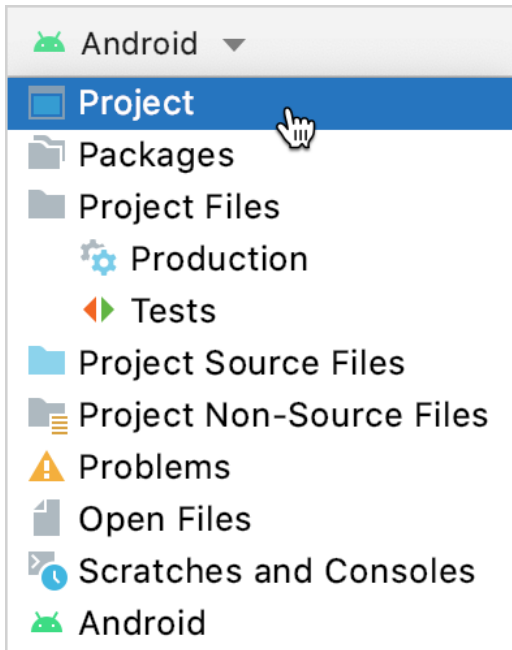 Android
Project
Packages
Project Files
Production
Tests
Project Source Files
Project Non-Source Files
Problems
Open Files
Scratches and Consoles
Android